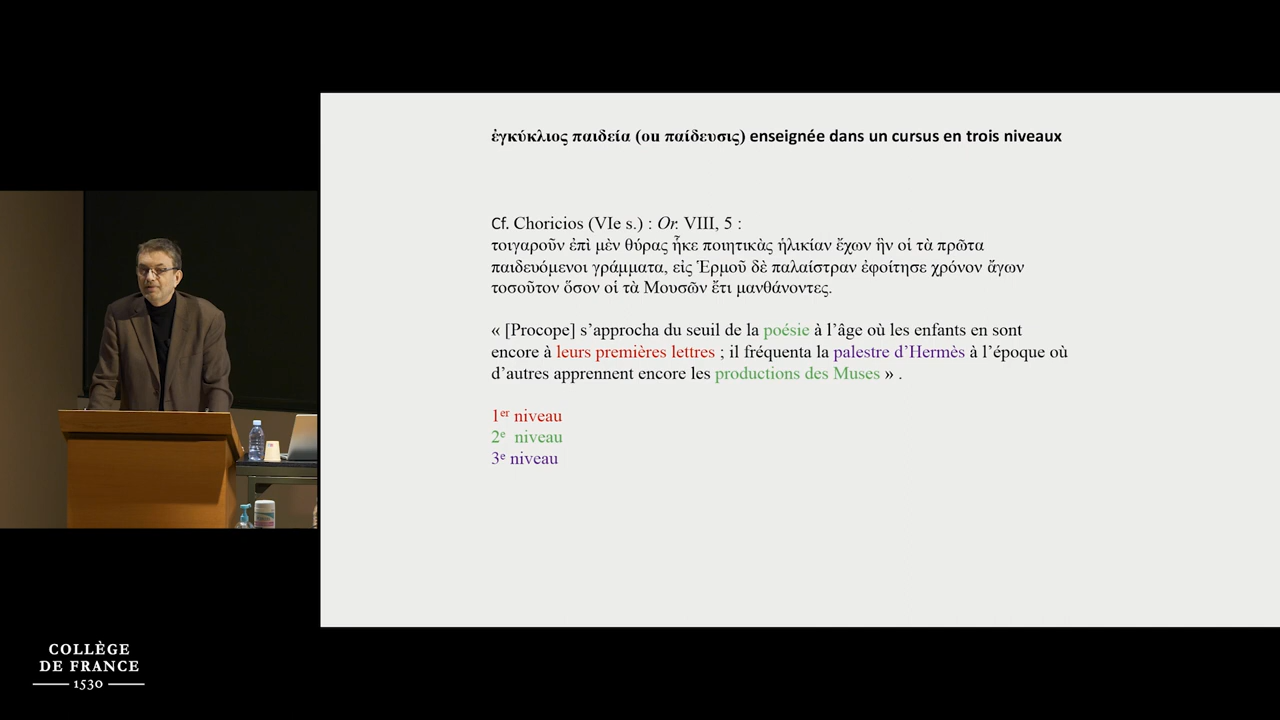 ἐγκύκλιος παιδεία (ou παίδευσις) enseignée dans un cursus en trois niveaux
Cf. Choricios (VIe s.) : Or. VIII, 5 :
τοιγαροῦν ἐπὶ μὲν θύρας ἧκε ποιητικὰς ἡλικίαν ἔχων ἣν οἱ τὰ πρῶτα
παιδευόμενοι γράμματα, εἰς Ἑρμοῦ δὲ παλαίστραν ἐφοίτησε χρόνον ἄγων
τοσοῦτον ὅσον οἱ τὰ Μουσῶν ἔτι μανθάνοντες.
« [Procope] s’approcha du seuil de la poésie à l’âge où les enfants en sont
encore à leurs premières lettres ; il fréquenta la palestre d’Hermès à l’époque où
d’autres apprennent encore les productions des Muses » .
1er niveau
2e niveau
3e niveau
COLLÈGE
DE FRANCE
1530